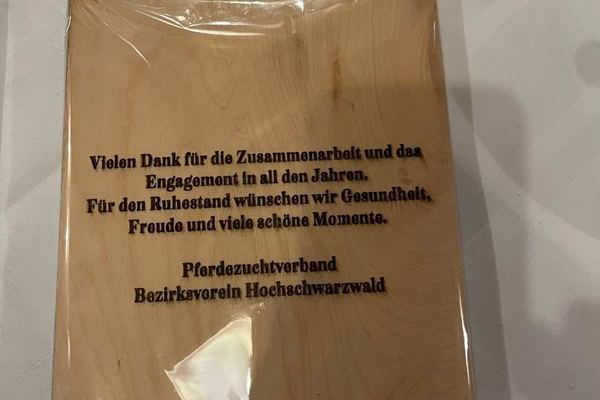 Vielen Dank für die Zusammenarbeit und das
Engagement in all den Jahren.
Für den Ruhestand wünschen wir Gesundheit,
Freude und viele schöne Momente.
Pferdezuchtverband
Bezirksverein Hochschwarzwald